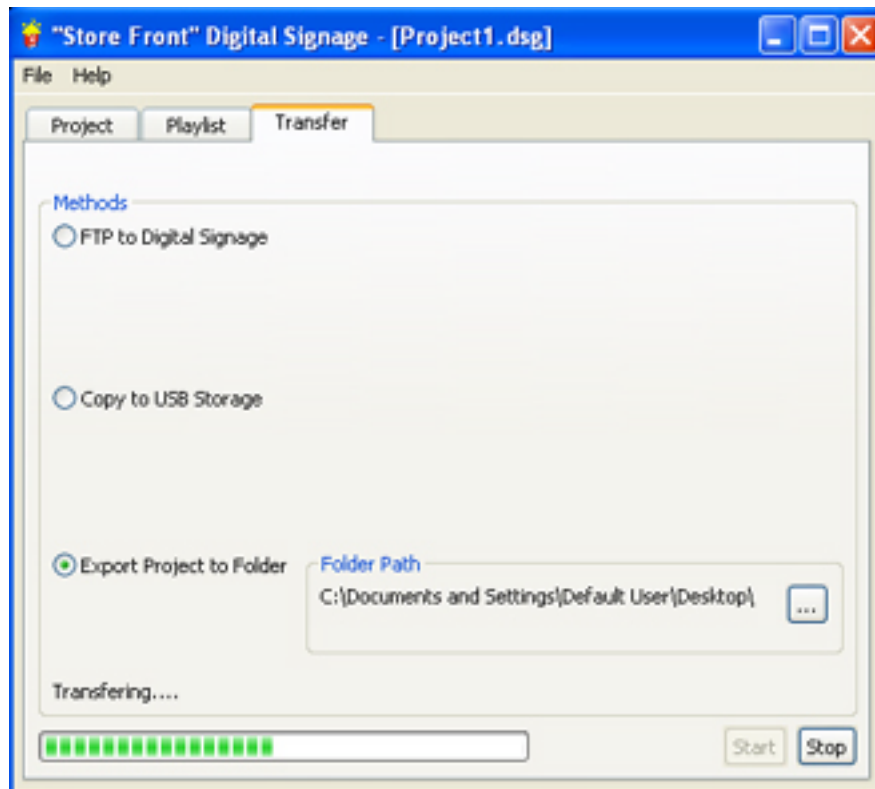 "Store Front" Digital Signage - [Project1.dsg]
File Help
Project Playlist Transfer
Methods
FTP to Digital Signage
Copy to USB Storage
Export Project to Folder
Folder Path
C:\Documents and Settings\Default User\Desktop\
...
Transfering....
Start Stop